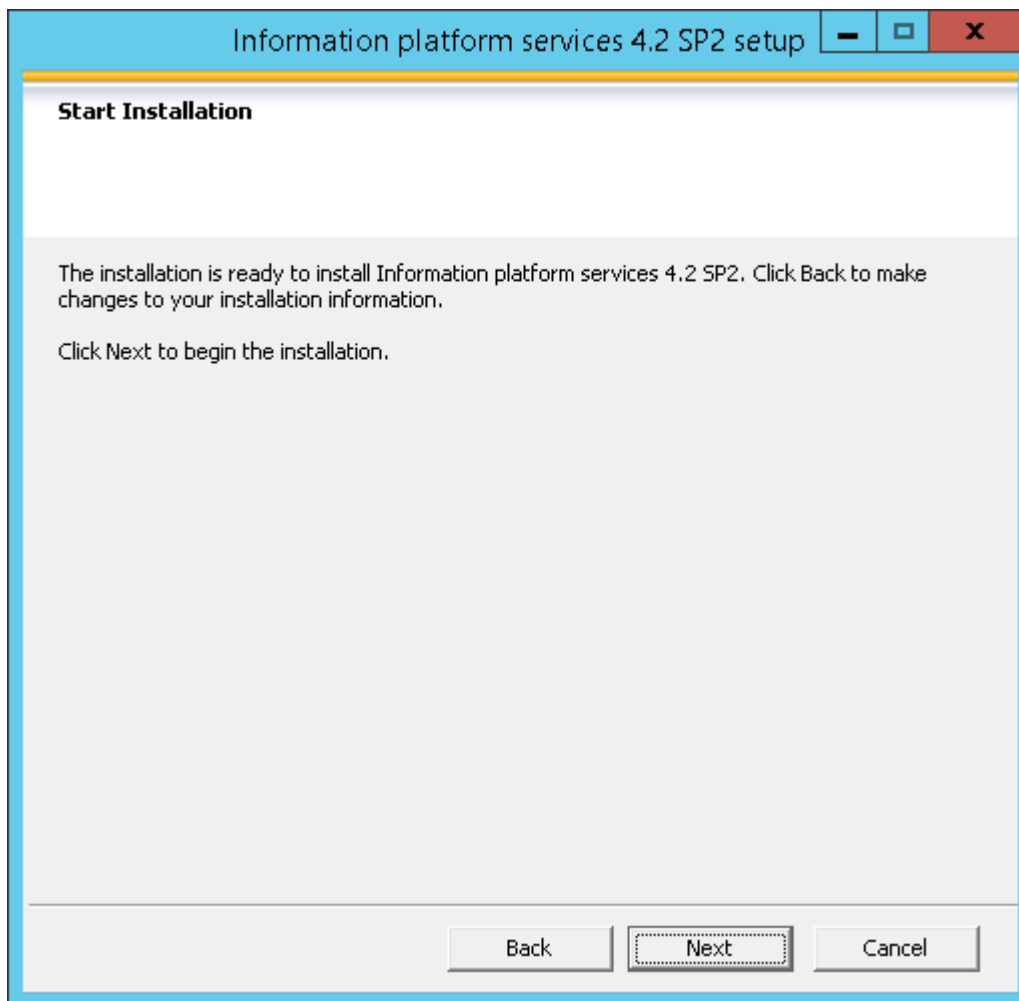 Information platform services 4.2 SP2 setup
Start Installation
The installation is ready to install Information platform services 4.2 SP2. Click Back to make
changes to your installation information.
Click Next to begin the installation.
Back Next Cancel